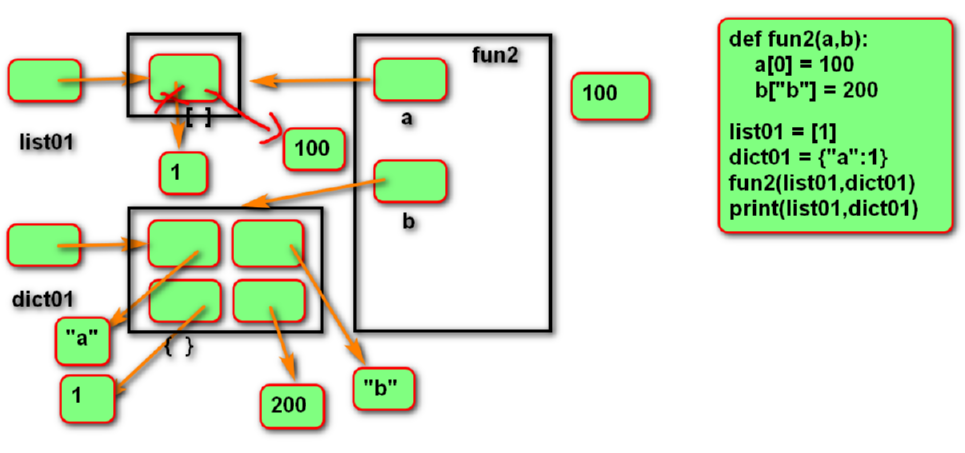 fun2
list01
[ ]
1
100
a
b
100
dict01
{ }
"a"
1
200
"b"
def fun2(a,b):
a[0] = 100
b["b"] = 200
list01 = [1]
dict01 = {"a":1}
fun2(list01,dict01)
print(list01,dict01)